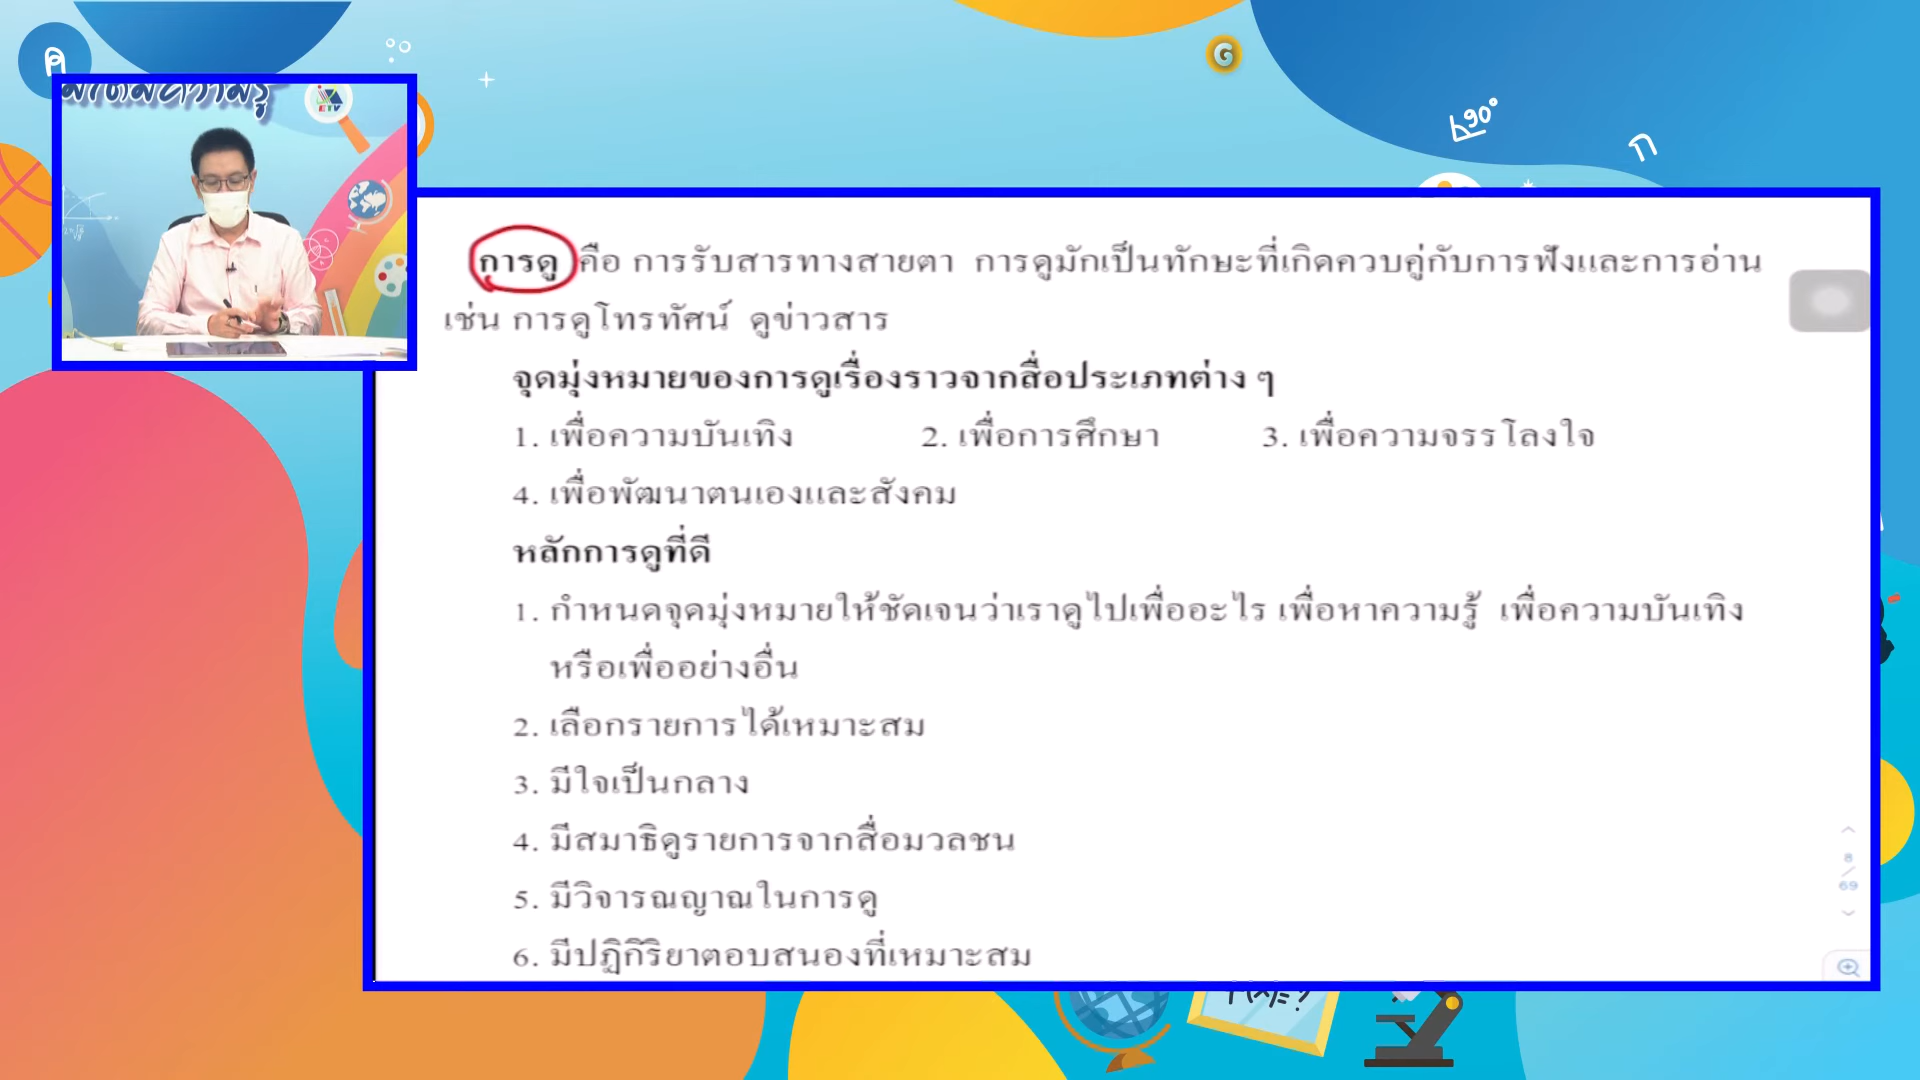 ค
มเติมความรู้
ETV
G
90°
ก
การดู คือ การรับสารทางสายตา การดูมักเป็นทักษะที่เกิดควบคู่กับการฟังและการอ่าน
เช่น การดูโทรทัศน์ ดูข่าวสาร
จุดมุ่งหมายของการดูเรื่องราวจากสื่อประเภทต่าง ๆ
1. เพื่อความบันเทิง 2. เพื่อการศึกษา 3. เพื่อความจรรโลงใจ
4. เพื่อพัฒนาตนเองและสังคม
หลักการดูที่ดี
1. กำหนดจุดมุ่งหมายให้ชัดเจนว่าเราดูไปเพื่ออะไร เพื่อหาความรู้ เพื่อความบันเทิง
หรือเพื่ออย่างอื่น
2. เลือกรายการได้เหมาะสม
3. มีใจเป็นกลาง
4. มีสมาธิดูรายการจากสื่อมวลชน
5. มีวิจารณญาณในการดู
6. มีปฏิกิริยาตอบสนองที่เหมาะสม
8
/
69